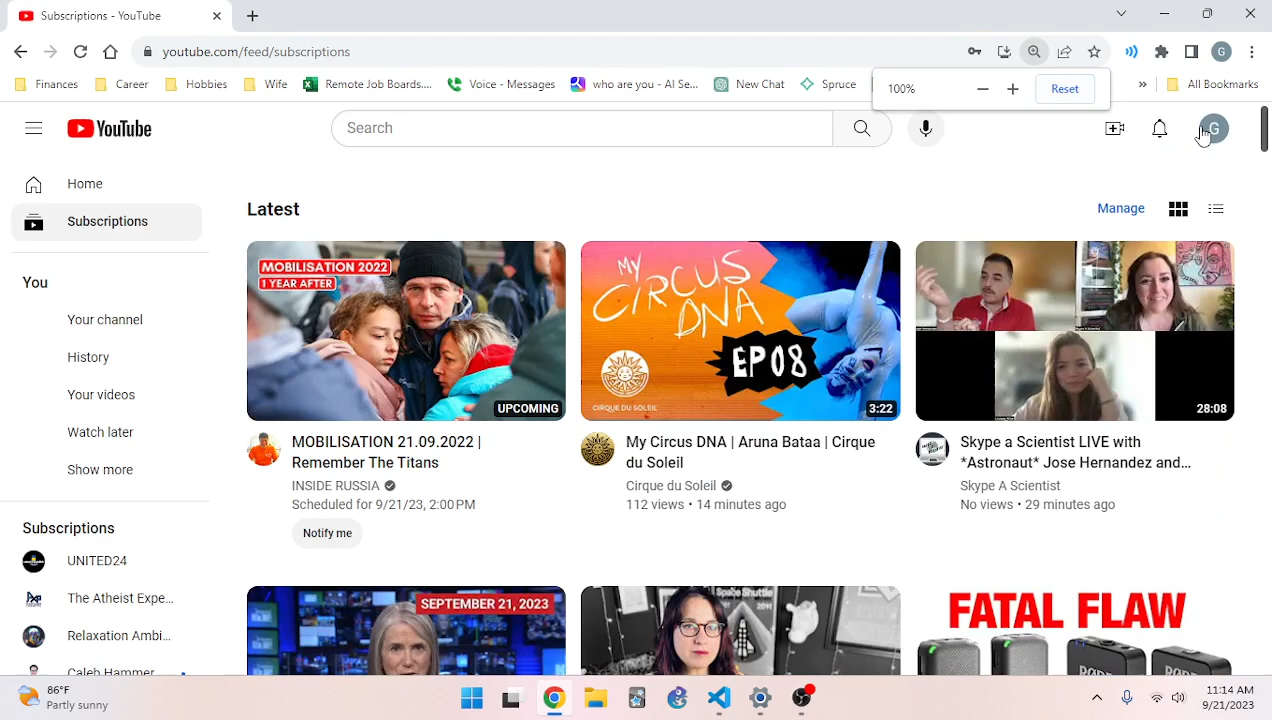 Subscriptions - YouTube
youtube.com/feed/subscriptions
G
Finances
Career
Hobbies
Wife
Remote Job Boards....
Voice - Messages
who are you - AI Se...
New Chat
Spruce
»
All Bookmarks
100%
Reset
YouTube
Search
G
Home
Subscriptions
You
Your channel
History
Your videos
Watch later
Show more
Subscriptions
UNITED24
The Atheist Expe...
Relaxation Ambi...
Caleb Hammer
Latest
Manage
MOBILISATION 2022
1 YEAR AFTER
UPCOMING
MOBILISATION 21.09.2022 |
Remember The Titans
INSIDE RUSSIA
Scheduled for 9/21/23, 2:00 PM
Notify me
MY
CIRCUS
DNA
EP08
CIRQUE DU SOLEIL
3:22
My Circus DNA | Aruna Bataa | Cirque
du Soleil
Cirque du Soleil
112 views • 14 minutes ago
28:08
Skype a Scientist LIVE with
*Astronaut* Jose Hernandez and...
Skype A Scientist
No views • 29 minutes ago
SEPTEMBER 21, 2023
Space Shuttle
2011
FATAL FLAW
86°F
Partly sunny
11:14 AM
9/21/2023